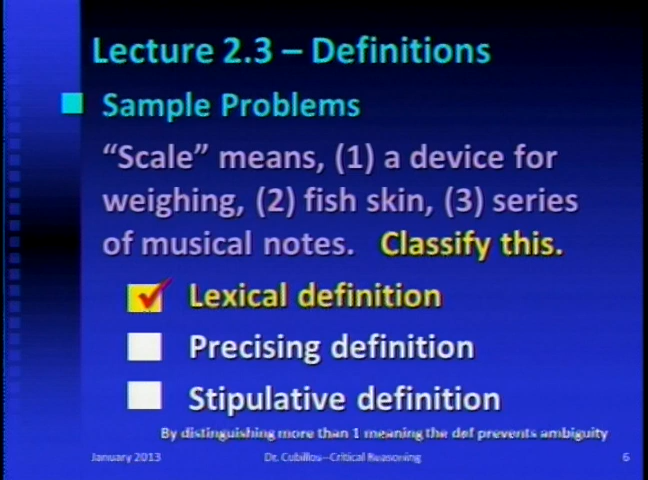 Lecture 2.3 – Definitions
Sample Problems
“Scale” means, (1) a device for
weighing, (2) fish skin, (3) series
of musical notes. Classify this.
Lexical definition
Precising definition
Stipulative definition
By distinguishing more than 1 meaning the def prevents ambiguity
January 2013 Dr. Cubillos--Critical Reasoning 6